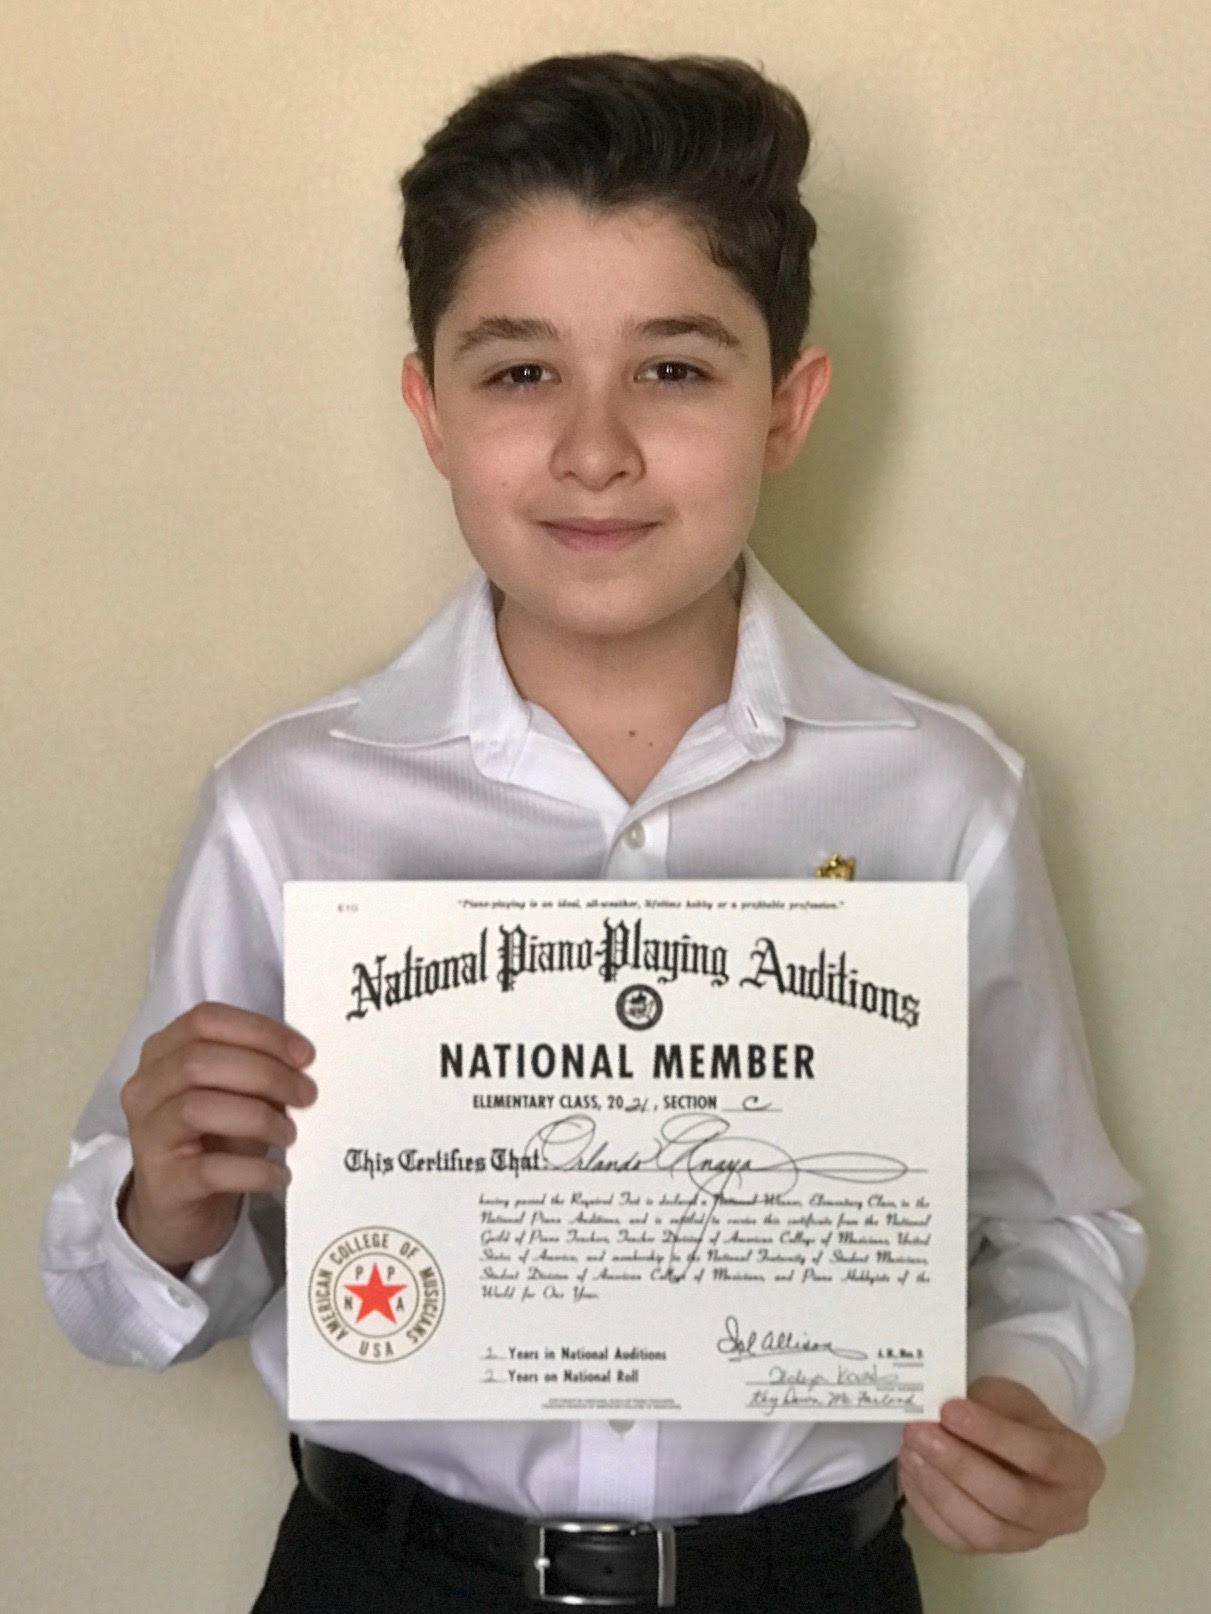 E10
"Piano-playing is an ideal, all-weather, lifetime hobby or a profitable profession."
National Piano-Playing Auditions
NATIONAL MEMBER
ELEMENTARY CLASS, 2021, SECTION C
This Certifies That: Orlando Anaya
having passed the Required Test is declared a National Winner, Elementary Class, in the
National Piano Auditions, and is entitled to receive this certificate from the National
Guild of Piano Teachers, Teacher Division of American College of Musicians, United
States of America, and membership in the National Fraternity of Student Musicians,
Student Division of American College of Musicians, and Piano Hobbyists of the
World for One Year.
AMERICAN COLLEGE OF MUSICIANS
P P
N A
USA
Years in National Auditions
2 Years on National Roll
Irl Allison